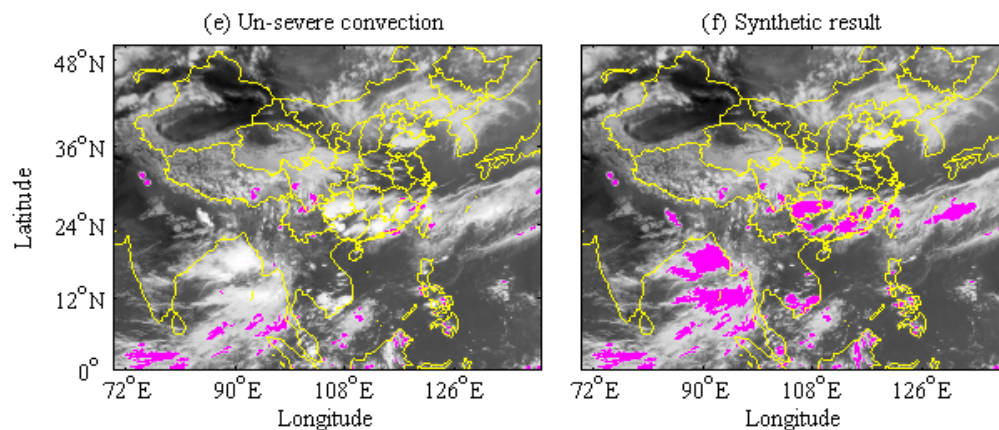 (e) Un-severe convection
(f) Synthetic result
48°N
36°N
24°N
12°N
0°
Latitude
72°E
90°E
108°E
126°E
72°E
90°E
108°E
126°E
Longitude
Longitude